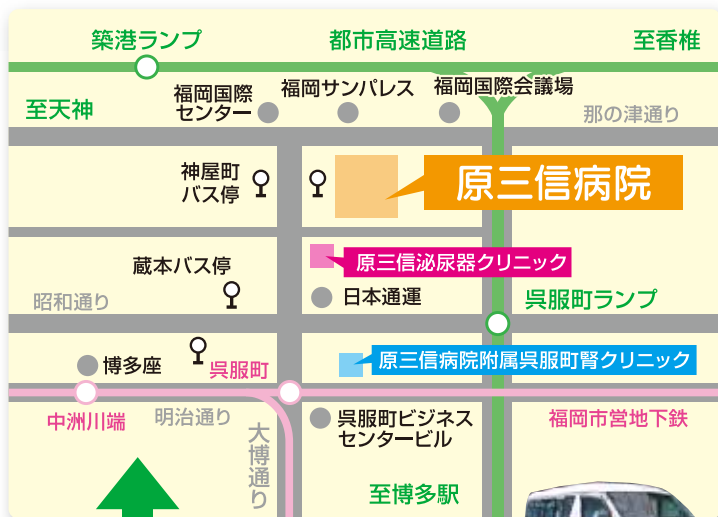 築港ランプ
都市高速道路
至香椎
福岡国際
センター
福岡サンパレス
福岡国際会議場
至天神
那の津通り
神屋町
バス停
原三信病院
蔵本バス停
原三信泌尿器クリニック
昭和通り
日本通運
呉服町ランプ
博多座
呉服町
原三信病院附属呉服町腎クリニック
中洲川端
明治通り
大博通り
呉服町ビジネス
センタービル
福岡市営地下鉄
至博多駅